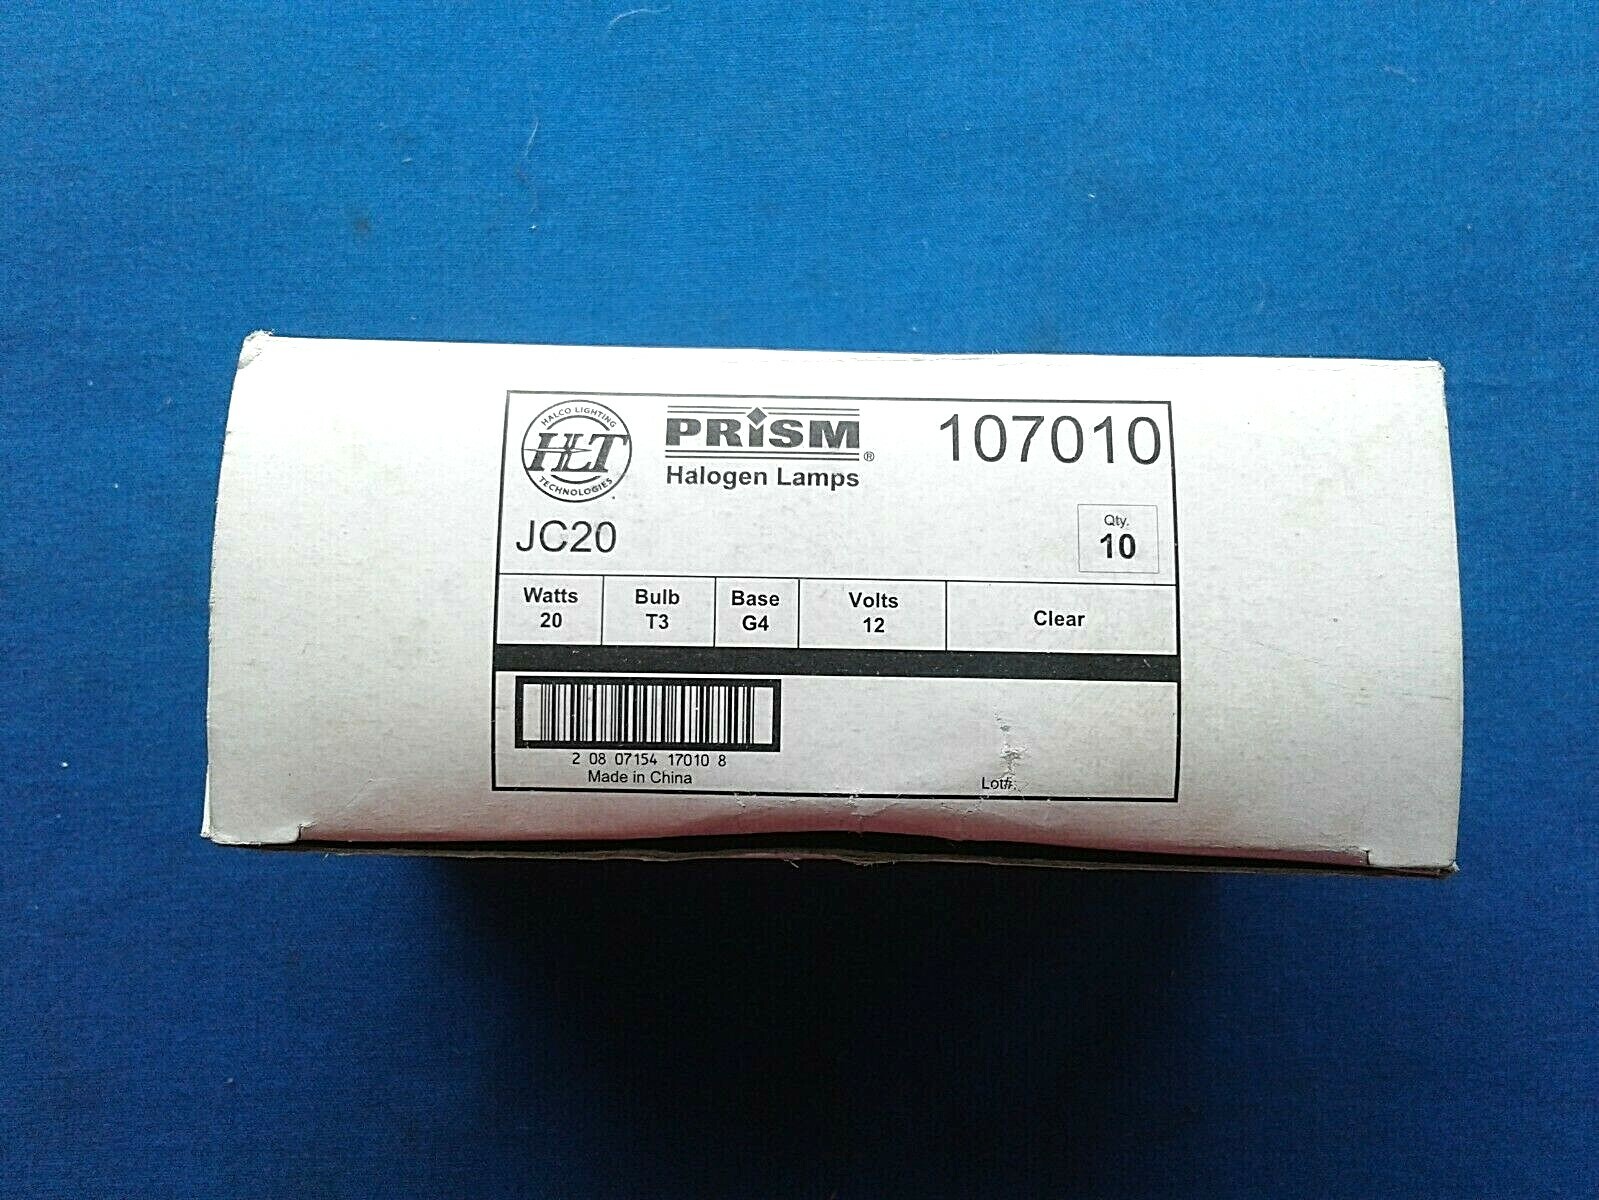 HALCO LIGHTING
HLT
TECHNOLOGIES
PRiSM®
Halogen Lamps
107010
JC20
Qty.
10
Watts
20
Bulb
T3
Base
G4
Volts
12
Clear
2 08 07154 17010 8
Made in China
Lot#: